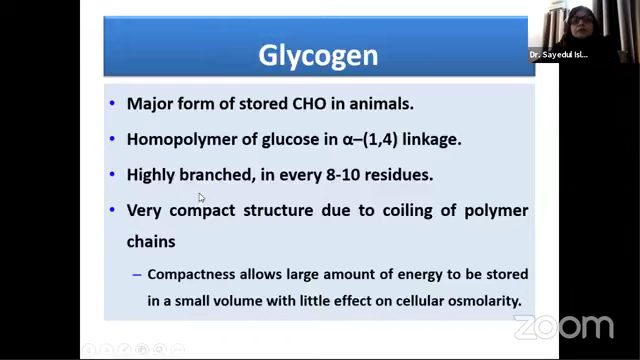 Glycogen
Dr. Sayedul Isl...
• Major form of stored CHO in animals.
• Homopolymer of glucose in α–(1,4) linkage.
• Highly branched, in every 8-10 residues.
• Very compact structure due to coiling of polymer
chains
– Compactness allows large amount of energy to be stored
in a small volume with little effect on cellular osmolarity.
zoom